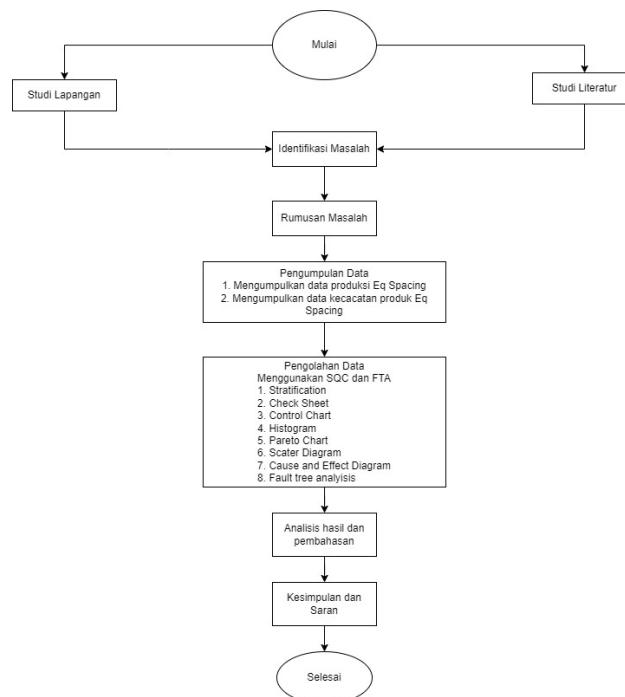 Mulai
Studi Lapangan
Studi Literatur
Identifikasi Masalah
Rumusan Masalah
Pengumpulan Data
1. Mengumpulkan data produksi Eq Spacing
2. Mengumpulkan data kecacatan produk Eq
Spacing
Pengolahan Data
Menggunakan SQC dan FTA
1. Stratification
2. Check Sheet
3. Control Chart
4. Histogram
5. Pareto Chart
6. Scater Diagram
7. Cause and Effect Diagram
8. Fault tree analyisis
Analisis hasil dan
pembahasan
Kesimpulan dan
Saran
Selesai